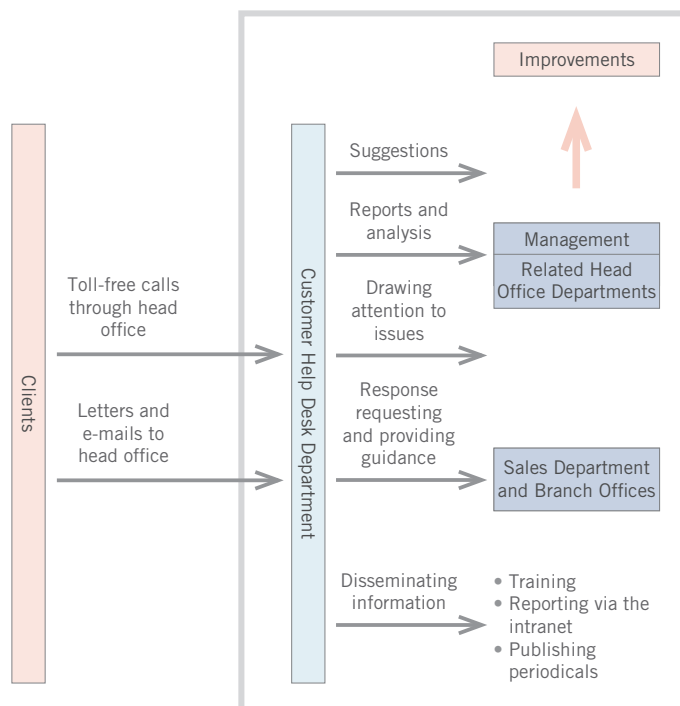 Improvements
Suggestions
Reports and
analysis
Management
Related Head
Office Departments
Toll-free calls
through head
office
Drawing
attention to
issues
Clients
Customer Help Desk Department
Letters and
e-mails to
head office
Response
requesting
and providing
guidance
Sales Department
and Branch Offices
Disseminating
information
• Training
• Reporting via the
intranet
• Publishing
periodicals